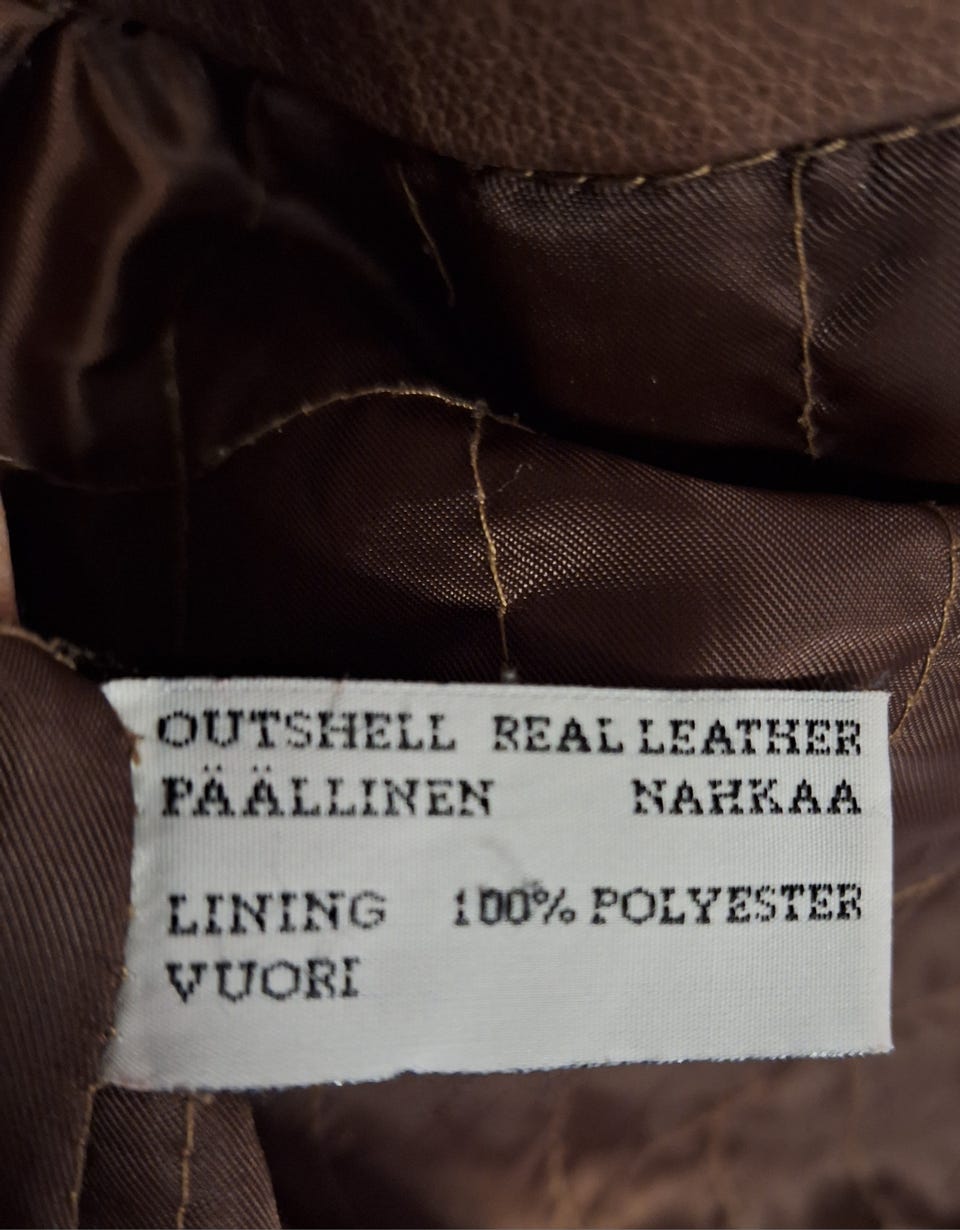 OUTSHELL REAL LEATHER
PÄÄLLINEN NAHKAA
LINING 100% POLYESTER
VUORI